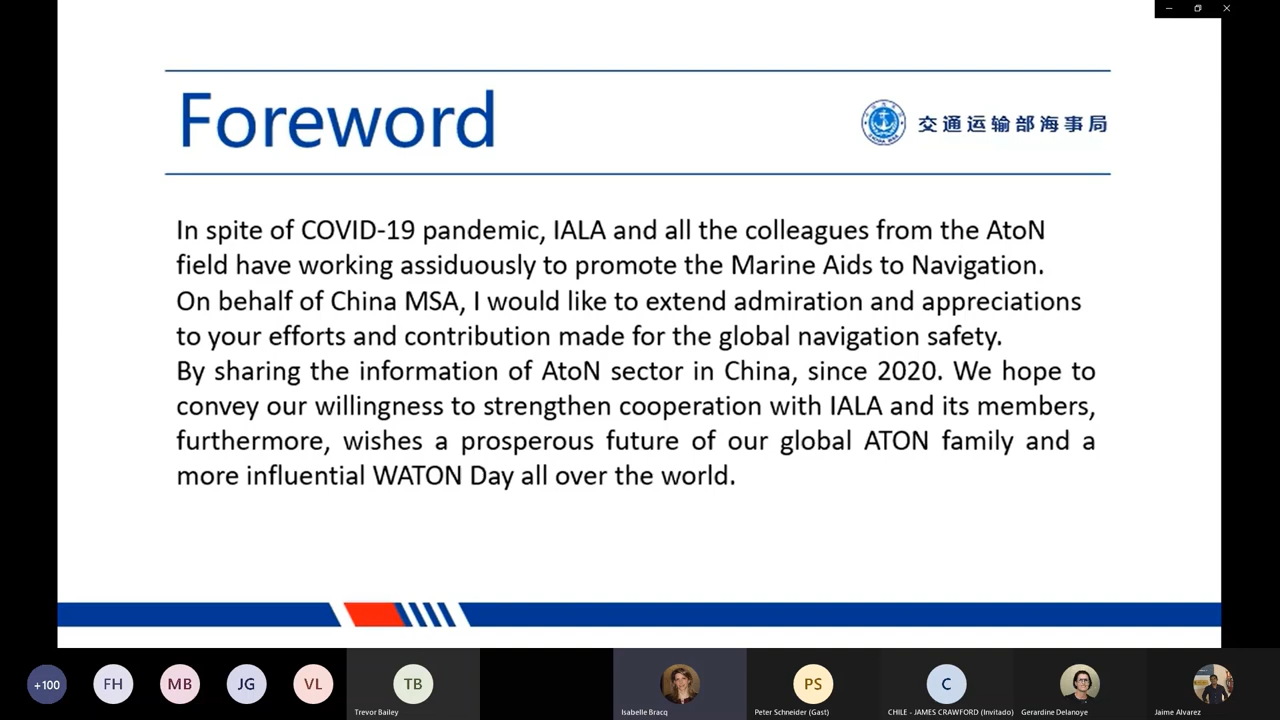 Foreword
交通运输部海事局
In spite of COVID-19 pandemic, IALA and all the colleagues from the AtoN
field have working assiduously to promote the Marine Aids to Navigation.
On behalf of China MSA, I would like to extend admiration and appreciations
to your efforts and contribution made for the global navigation safety.
By sharing the information of AtoN sector in China, since 2020. We hope to
convey our willingness to strengthen cooperation with IALA and its members,
furthermore, wishes a prosperous future of our global ATON family and a
more influential WATON Day all over the world.
+100
FH
MB
JG
VL
TB
Trevor Bailey
Isabelle Bracq
PS
Peter Schneider (Gast)
C
CHILE - JAMES CRAWFORD (Invitado)
Gerardine Delanoye
Jaime Alvarez